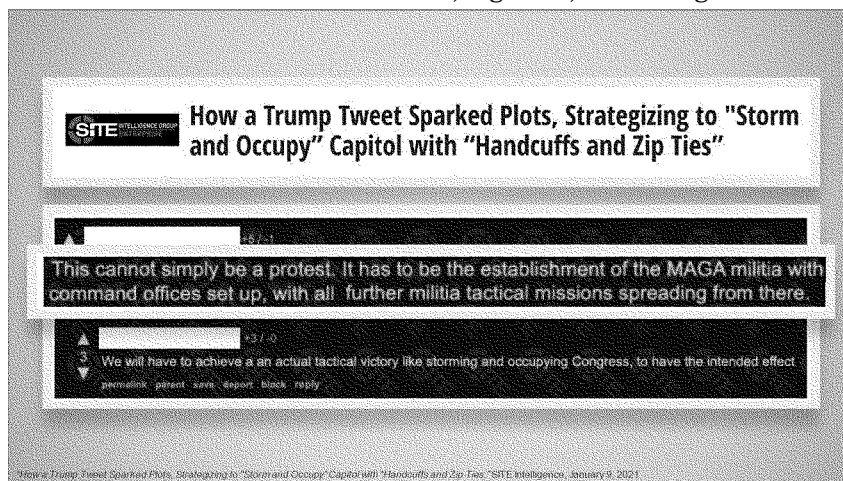 SITE INTELLIGENCE GROUP
ENTERPRISE
How a Trump Tweet Sparked Plots, Strategizing to "Storm
and Occupy" Capitol with “Handcuffs and Zip Ties”
+5 / -1
This cannot simply be a protest. It has to be the establishment of the MAGA militia with
command offices set up, with all further militia tactical missions spreading from there.
+3 / -0
3 We will have to achieve a an actual tactical victory like storming and occupying Congress, to have the intended effect
permalink parent save report block reply
"How a Trump Tweet Sparked Plots, Strategizing to "Storm and Occupy" Capitol with "Handcuffs and Zip Ties," SITE Intelligence, January 9, 2021